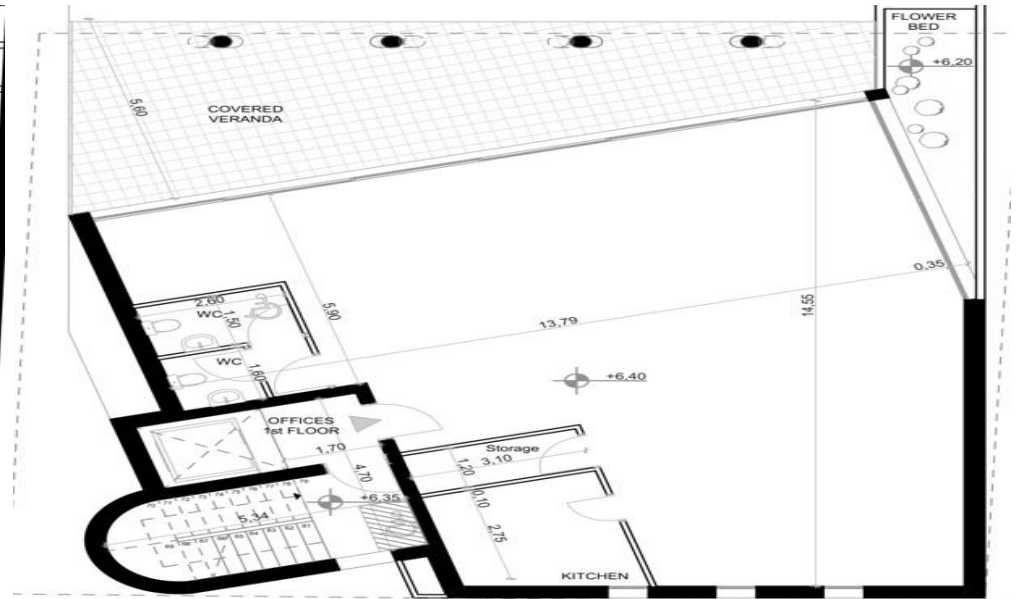 FLOWER
BED
+6,20
5,60
COVERED
VERANDA
0,35
14,55
2,60
WC
1,50
5,90
13,79
WC
1,60
+6,40
OFFICES
1st FLOOR
1,70
Storage
3,10
1,20
4,70
+6,35
0,10
5,34
2,75
KITCHEN